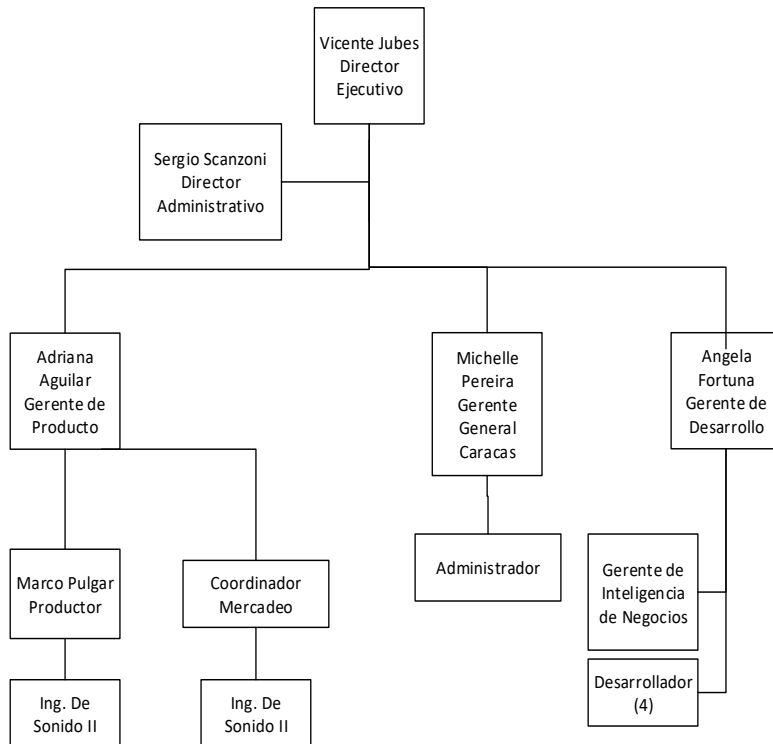 Vicente Jubes
Director
Ejecutivo
Sergio Scanzoni
Director
Administrativo
Adriana
Aguilar
Gerente de
Producto
Michelle
Pereira
Gerente
General
Caracas
Angela
Fortuna
Gerente de
Desarrollo
Marco Pulgar
Productor
Coordinador
Mercadeo
Administrador
Gerente de
Inteligencia
de Negocios
Ing. De
Sonido II
Ing. De
Sonido II
Desarrollador
(4)